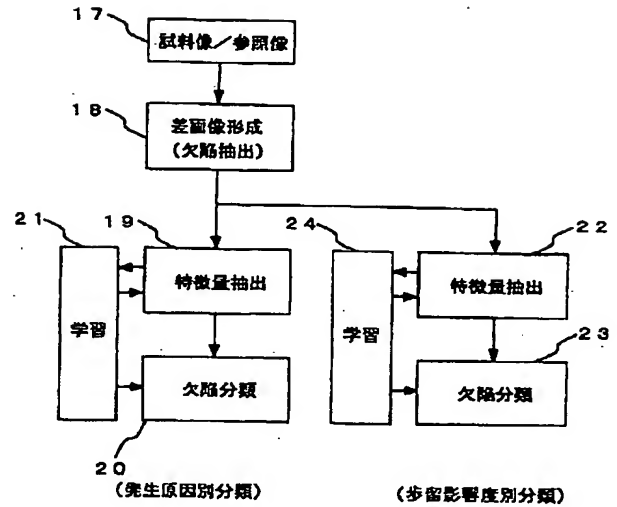 17
試料像／参照像
18
差画像形成
(欠陥抽出)
21
19
24
22
特徴量抽出
特徴量抽出
学習
学習
23
欠陥分類
欠陥分類
20
(発生原因別分類)
(歩留影響度別分類)